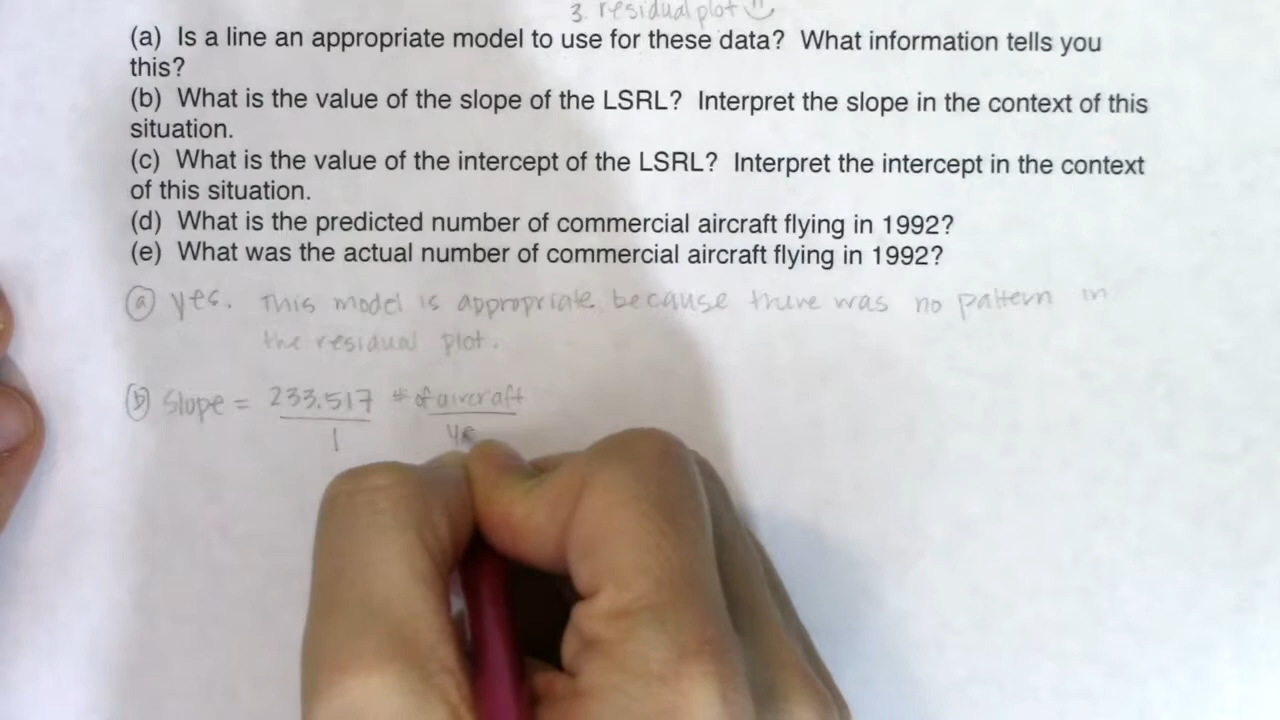 3. residual plot
(a) Is a line an appropriate model to use for these data? What information tells you
this?
(b) What is the value of the slope of the LSRL? Interpret the slope in the context of this
situation.
(c) What is the value of the intercept of the LSRL? Interpret the intercept in the context
of this situation.
(d) What is the predicted number of commercial aircraft flying in 1992?
(e) What was the actual number of commercial aircraft flying in 1992?
(a) yes. This model is appropriate because there was no pattern in
the residual plot.
(b) Slope = 233.517 # of aircraft
1 yr